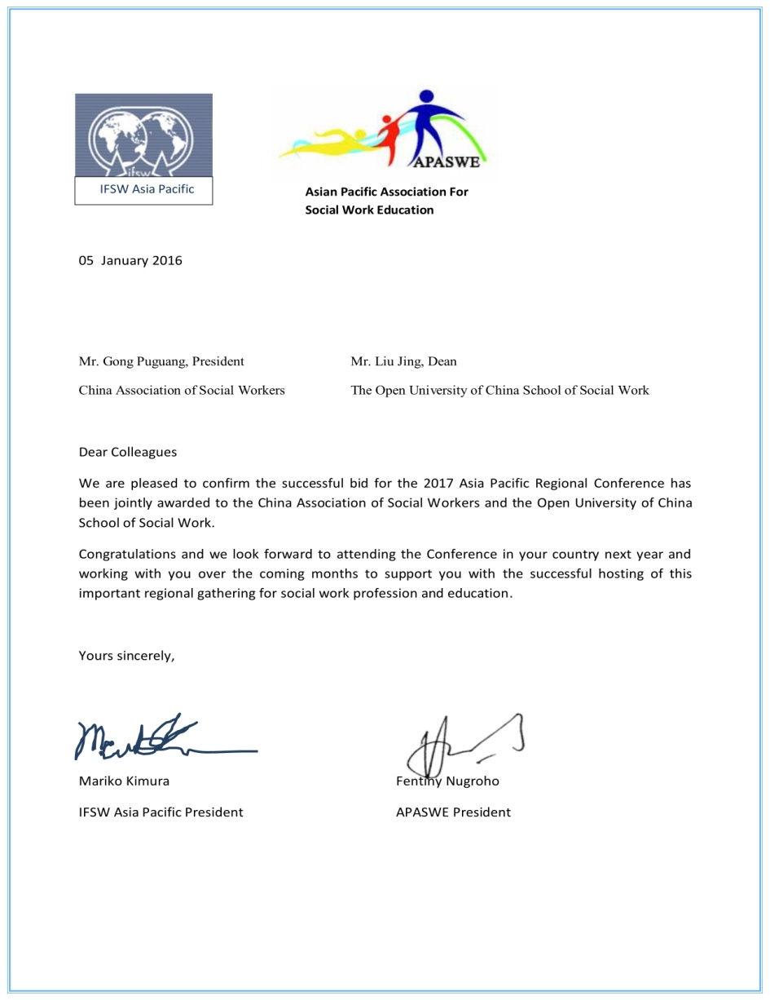 ifsw
IFSW Asia Pacific
APASWE
Asian Pacific Association For
Social Work Education
05 January 2016
Mr. Gong Puguang, President
Mr. Liu Jing, Dean
China Association of Social Workers
The Open University of China School of Social Work
Dear Colleagues
We are pleased to confirm the successful bid for the 2017 Asia Pacific Regional Conference has
been jointly awarded to the China Association of Social Workers and the Open University of China
School of Social Work.
Congratulations and we look forward to attending the Conference in your country next year and
working with you over the coming months to support you with the successful hosting of this
important regional gathering for social work profession and education.
Yours sincerely,
Mariko Kimura
Fentiny Nugroho
IFSW Asia Pacific President
APASWE President